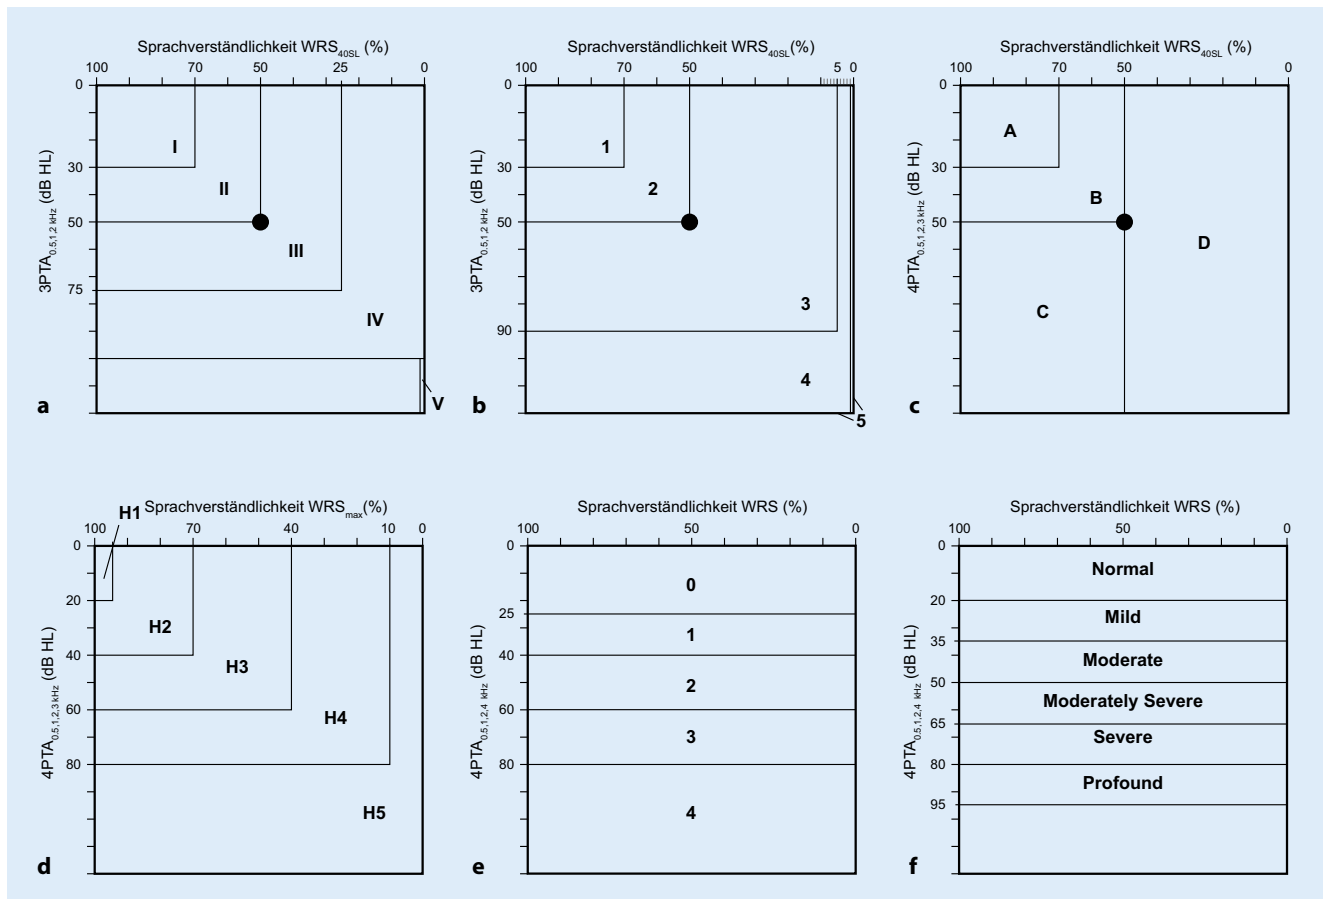 Sprachverständlichkeit WRS40SL (%)
100 70 50 25 0
0
30
50
75
3PTA0.5,1,2 kHz (dB HL)
I
II
III
IV
V
a
Sprachverständlichkeit WRS40SL(%)
100 70 50 5 0
0
30
50
90
3PTA0.5,1,2 kHz (dB HL)
1
2
3
4
5
b
Sprachverständlichkeit WRS40SL (%)
100 70 50 0
0
30
50
4PTA0.5,1,2,3 kHz (dB HL)
A
B
C
D
c
Sprachverständlichkeit WRSmax(%)
100 70 40 10 0
0
20
40
60
80
4PTA0.5,1,2,3 kHz (dB HL)
H1
H2
H3
H4
H5
d
Sprachverständlichkeit WRS (%)
100 50 0
0
25
40
60
80
4PTA0.5,1,2,4 kHz (dB HL)
0
1
2
3
4
e
Sprachverständlichkeit WRS (%)
100 50 0
0
20
35
50
65
80
95
4PTA0.5,1,2,4 kHz (dB HL)
Normal
Mild
Moderate
Moderately Severe
Severe
Profound
f